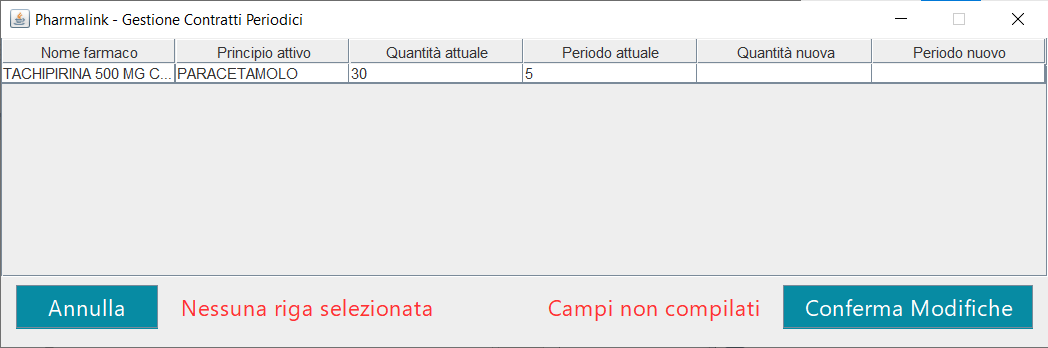 Pharmalink - Gestione Contratti Periodici
Nome farmaco Principio attivo Quantità attuale Periodo attuale Quantità nuova Periodo nuovo
TACHIPIRINA 500 MG C... PARACETAMOLO 30 5
Annulla Nessuna riga selezionata Campi non compilati Conferma Modifiche